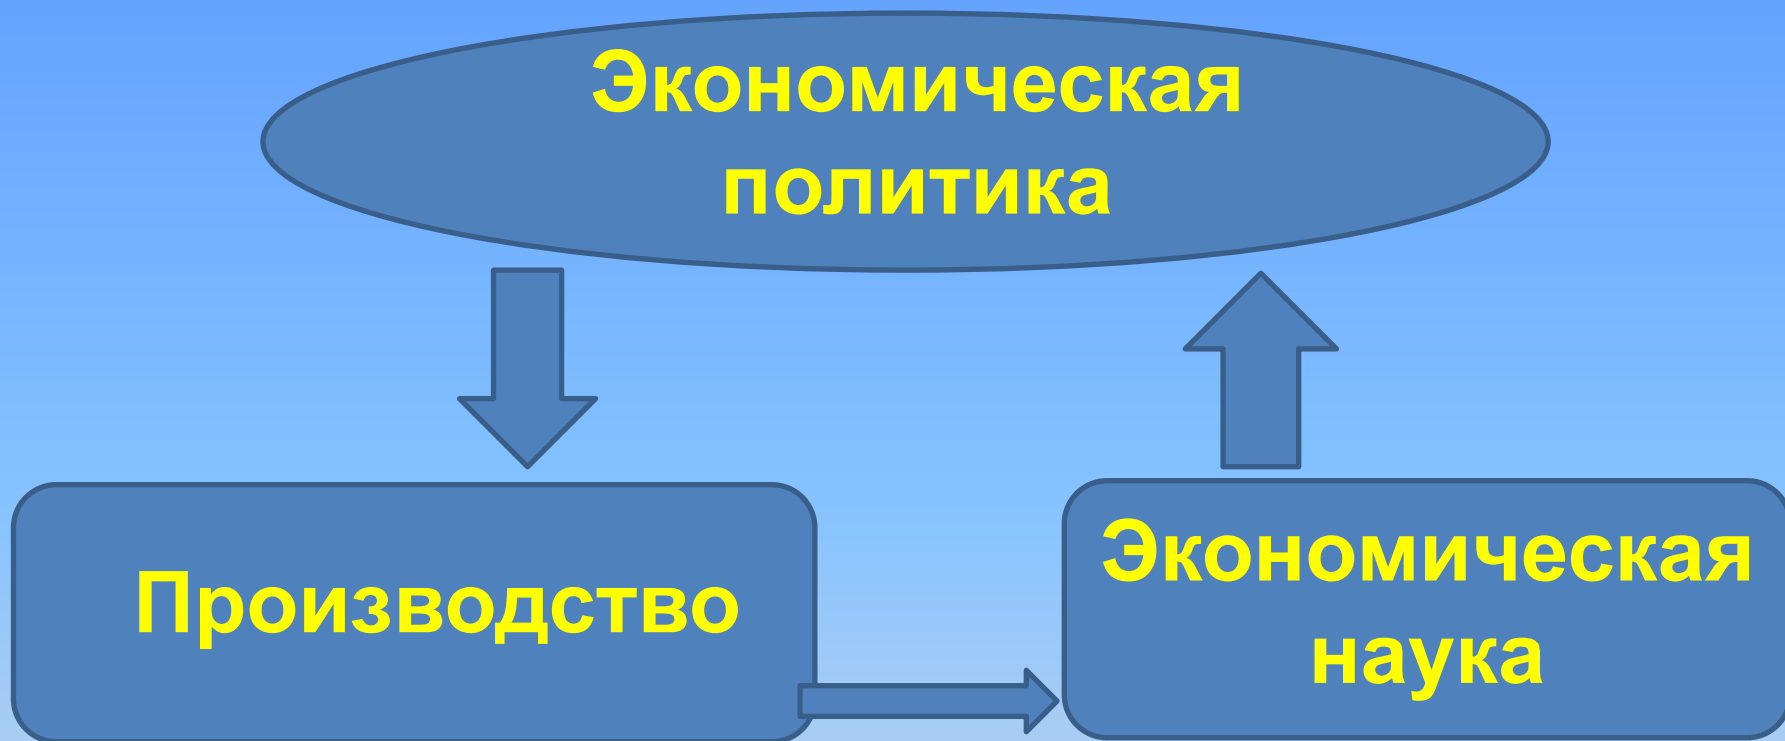 Экономическая
политика
Производство
Экономическая
наука